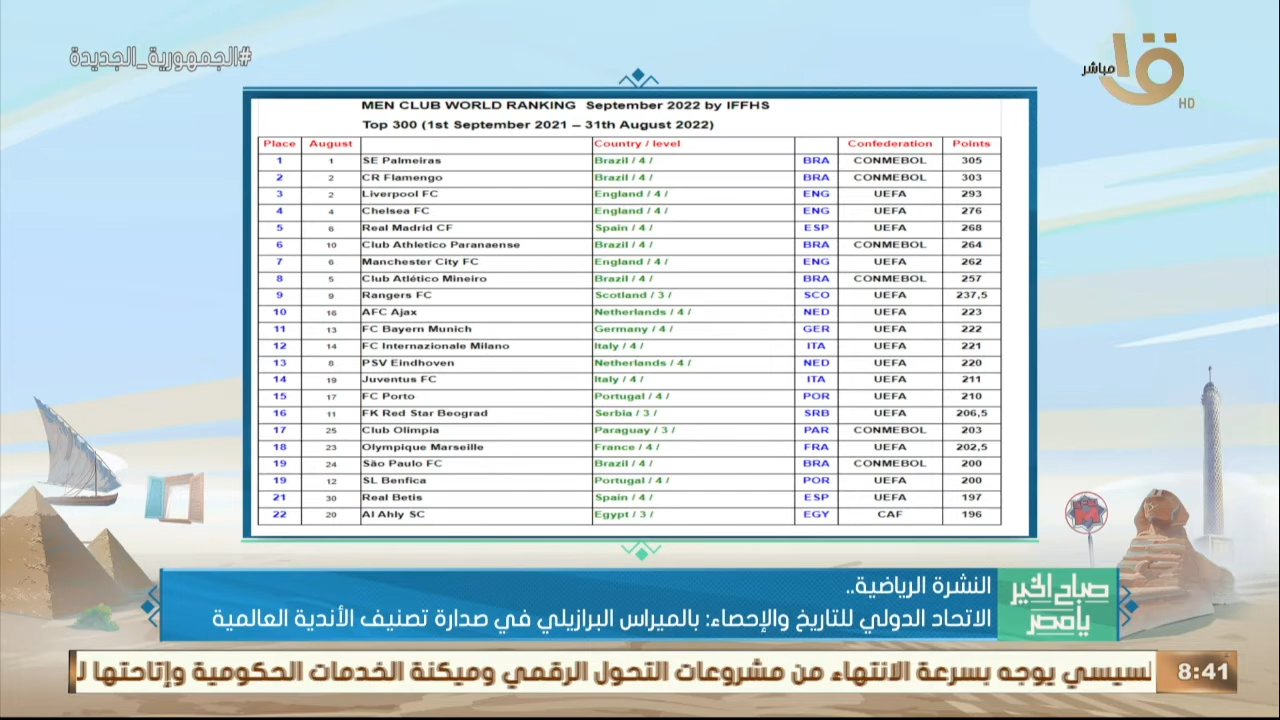 #الجمهورية_الجديدة
مباشر
HD
MEN CLUB WORLD RANKING September 2022 by IFFHS
Top 300 (1st September 2021 – 31th August 2022)
Place August Country / level Confederation Points
1 1 SE Palmeiras Brazil / 4 / BRA CONMEBOL 305
2 2 CR Flamengo Brazil / 4 / BRA CONMEBOL 303
3 2 Liverpool FC England / 4 / ENG UEFA 293
4 4 Chelsea FC England / 4 / ENG UEFA 276
5 6 Real Madrid CF Spain / 4 / ESP UEFA 268
6 10 Club Athletico Paranaense Brazil / 4 / BRA CONMEBOL 264
7 6 Manchester City FC England / 4 / ENG UEFA 262
8 5 Club Atlético Mineiro Brazil / 4 / BRA CONMEBOL 257
9 9 Rangers FC Scotland / 3 / SCO UEFA 237,5
10 16 AFC Ajax Netherlands / 4 / NED UEFA 223
11 13 FC Bayern Munich Germany / 4 / GER UEFA 222
12 14 FC Internazionale Milano Italy / 4 / ITA UEFA 221
13 8 PSV Eindhoven Netherlands / 4 / NED UEFA 220
14 19 Juventus FC Italy / 4 / ITA UEFA 211
15 17 FC Porto Portugal / 4 / POR UEFA 210
16 11 FK Red Star Beograd Serbia / 3 / SRB UEFA 206,5
17 25 Club Olimpia Paraguay / 3 / PAR CONMEBOL 203
18 23 Olympique Marseille France / 4 / FRA UEFA 202,5
19 24 São Paulo FC Brazil / 4 / BRA CONMEBOL 200
19 12 SL Benfica Portugal / 4 / POR UEFA 200
21 30 Real Betis Spain / 4 / ESP UEFA 197
22 20 Al Ahly SC Egypt / 3 / EGY CAF 196
صباح الخير
يا مصر
النشرة الرياضية..
الاتحاد الدولي للتاريخ والإحصاء: بالميراس البرازيلي في صدارة تصنيف الأندية العالمية
لسيسي يوجه بسرعة الانتهاء من مشروعات التحول الرقمي وميكنة الخدمات الحكومية وإتاحتها ل
8:41